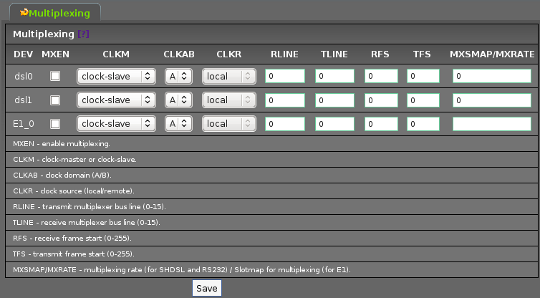 Multiplexing
Multiplexing [?]
DEV MXEN CLKM CLKAB CLKR RLINE TLINE RFS TFS MXSMAP/MXRATE
dsl0 clock-slave A local 0 0 0 0 0
dsl1 clock-slave A local 0 0 0 0 0
E1_0 clock-slave A local 0 0 0 0
MXEN - enable multiplexing.
CLKM - clock-master or clock-slave.
CLKAB - clock domain (A/B).
CLKR - clock source (local/remote).
RLINE - transmit multiplexer bus line (0-15).
TLINE - receive multiplexer bus line (0-15).
RFS - receive frame start (0-255).
TFS - transmit frame start (0-255).
MXSMAP/MXRATE - multiplexing rate (for SHDSL and RS232) / Slotmap for multiplexing (for E1).
Save